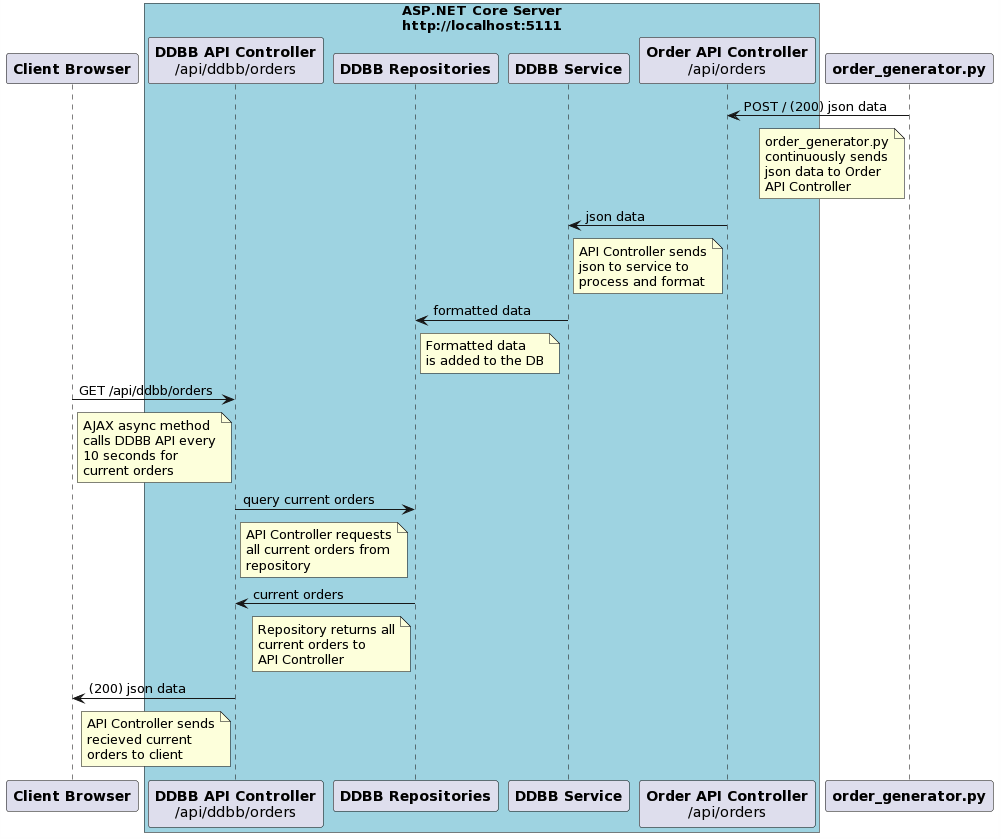 ASP.NET Core Server
http://localhost:5111
Client Browser
DDBB API Controller
/api/ddbb/orders
DDBB Repositories
DDBB Service
Order API Controller
/api/orders
order_generator.py
POST / (200) json data
order_generator.py
continuously sends
json data to Order
API Controller
json data
API Controller sends
json to service to
process and format
formatted data
Formatted data
is added to the DB
GET /api/ddbb/orders
AJAX async method
calls DDBB API every
10 seconds for
current orders
query current orders
API Controller requests
all current orders from
repository
current orders
Repository returns all
current orders to
API Controller
(200) json data
API Controller sends
recieved current
orders to client
Client Browser
DDBB API Controller
/api/ddbb/orders
DDBB Repositories
DDBB Service
Order API Controller
/api/orders
order_generator.py